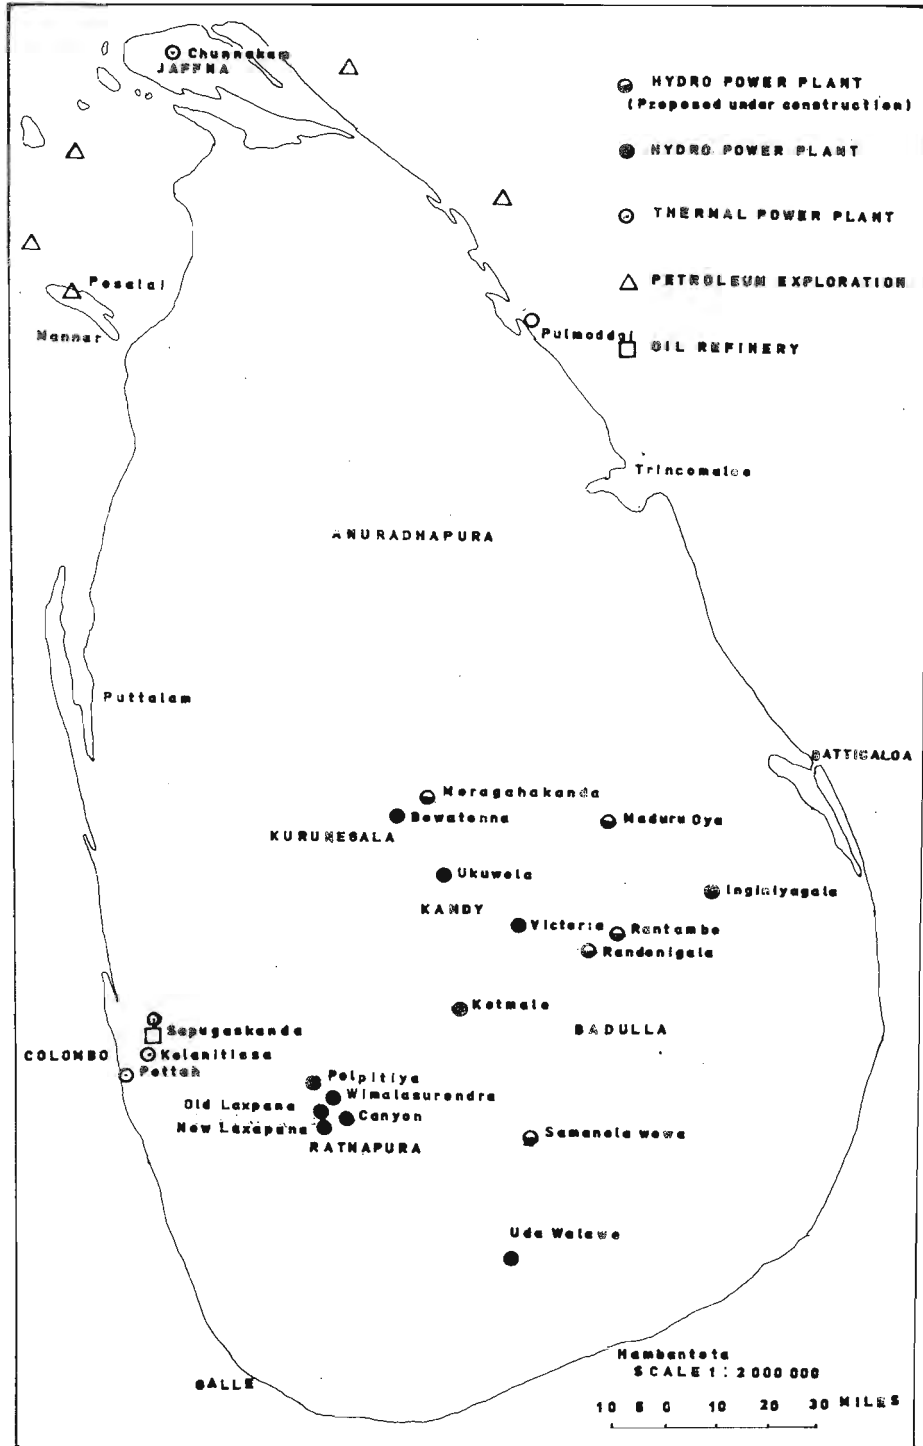 Chunnakam
JAFFNA
HYDRO POWER PLANT
(Proposed under construction)
HYDRO POWER PLANT
THERMAL POWER PLANT
PETROLEUM EXPLORATION
OIL REFINERY
Pesalai
Mannar
Pulmoddai
Trincomalee
ANURADHAPURA
Puttalam
BATTICALOA
Moragahakanda
Bowatenna
Maduru Oya
KURUNEGALA
Ukuwela
Inginiyagala
KANDY
Victoria
Rantambe
Randenigala
Kotmale
Sapugaskanda
BADULLA
COLOMBO
Kelanitissa
Pettah
Polpitiya
Wimalasurendra
Old Laxpana
Canyon
New Laxapana
RATNAPURA
Samanala wewa
Uda Walawe
Hambantota
SCALE 1 : 2 000 000
GALLE
10 5 0 10 20 30 MILES